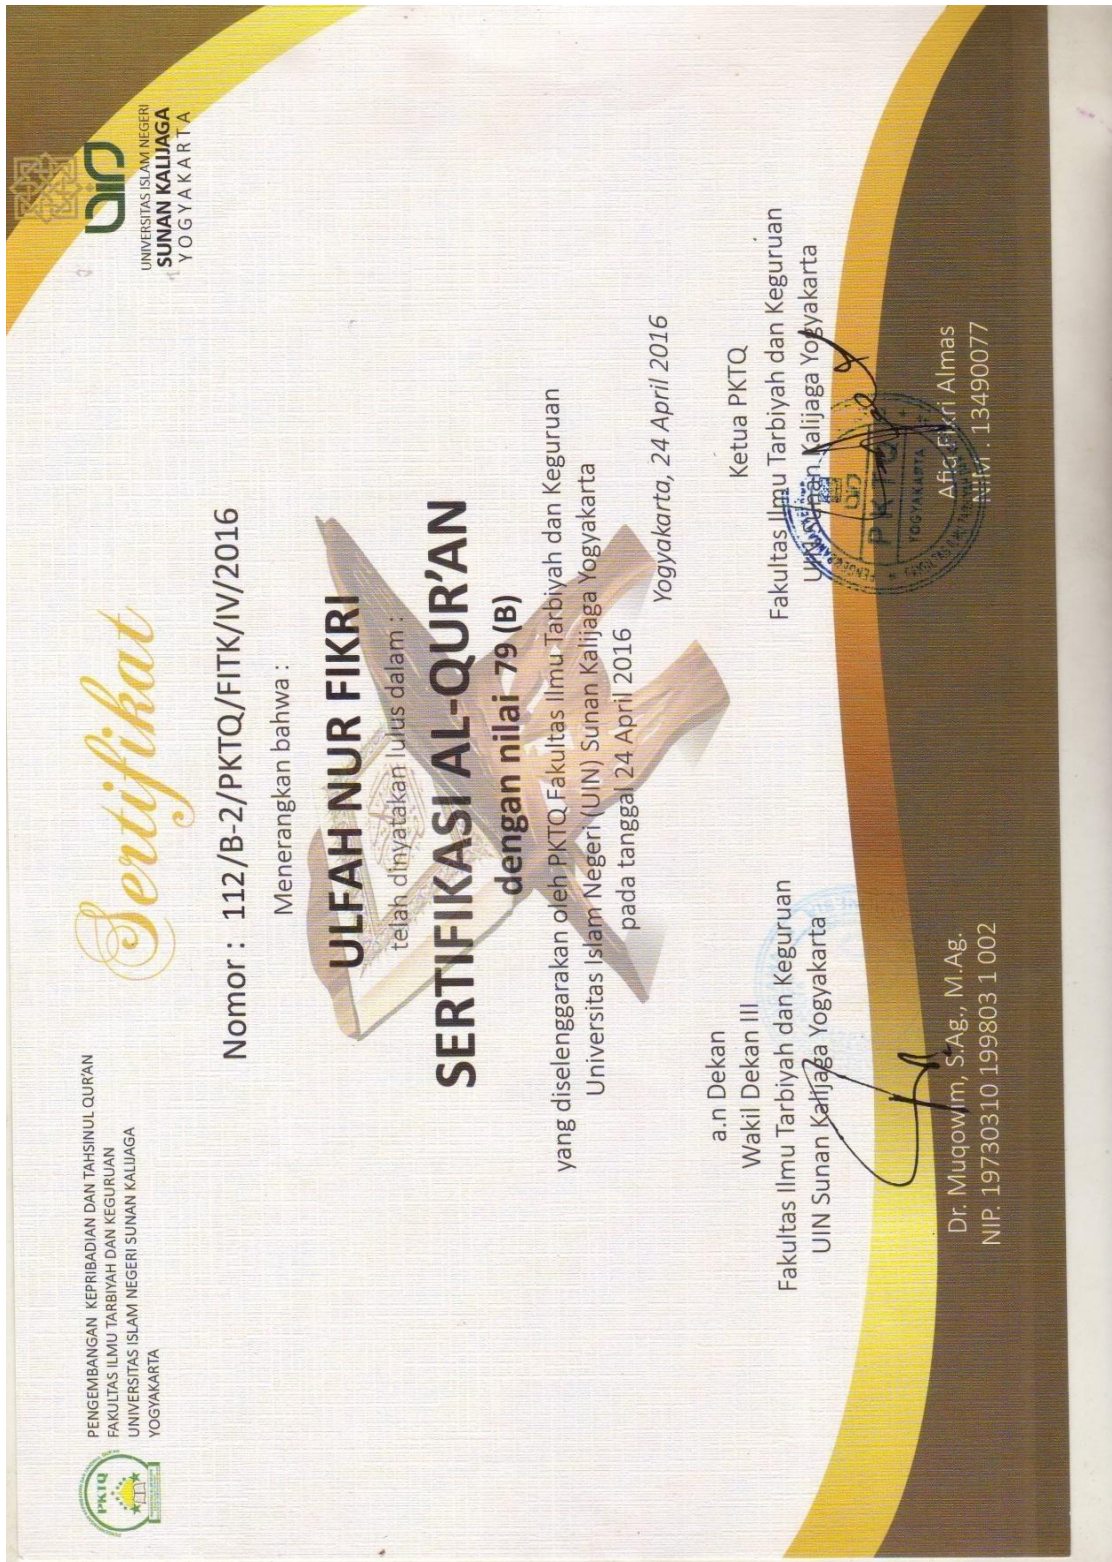 PKTQ
PENGEMBANGAN KEPRIBADIAN DAN TAHSINUL QUR'AN
FAKULTAS ILMU TARBIYAH DAN KEGURUAN
UNIVERSITAS ISLAM NEGERI SUNAN KALIJAGA
YOGYAKARTA
UNIVERSITAS ISLAM NEGERI
SUNAN KALIJAGA
YOGYAKARTA
Sertifikat
Nomor : 112/B-2/PKTQ/FITK/IV/2016
Menerangkan bahwa :
ULFAH NUR FIKRI
telah dinyatakan lulus dalam :
SERTIFIKASI AL-QUR'AN
dengan nilai 79 (B)
yang diselenggarakan oleh PKTQ Fakultas Ilmu Tarbiyah dan Keguruan
Universitas Islam Negeri (UIN) Sunan Kalijaga Yogyakarta
pada tanggal 24 April 2016
Yogyakarta, 24 April 2016
a.n Dekan
Wakil Dekan III
Fakultas Ilmu Tarbiyah dan Keguruan
UIN Sunan Kalijaga Yogyakarta
Dr. Muqowim, S.Ag., M.Ag.
NIP. 19730310 199803 1 002
Ketua PKTQ
Fakultas Ilmu Tarbiyah dan Keguruan
UIN Sunan Kalijaga Yogyakarta
PKTQ
YOGYAKARTA
Afiq Fikri Almas
NIM . 13490077